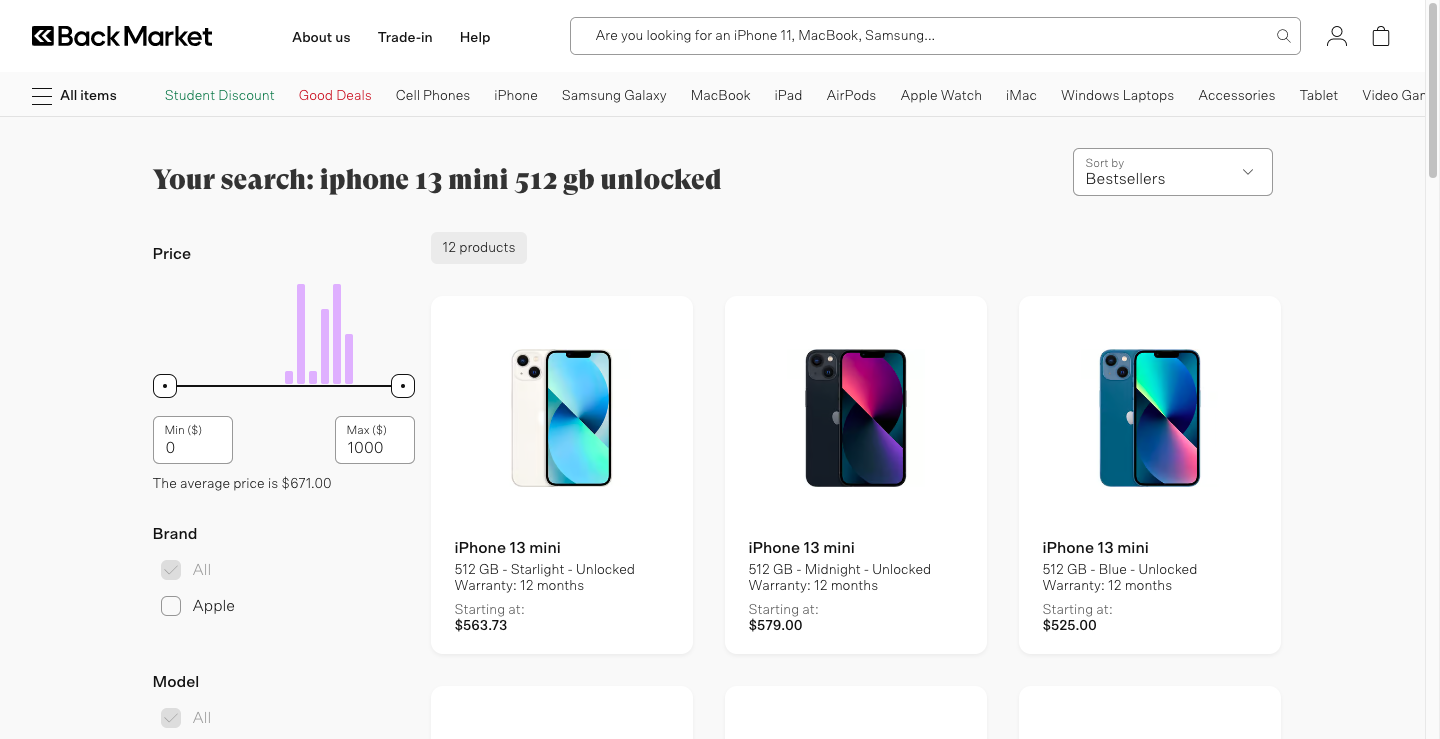 Back Market
About us
Trade-in
Help
Are you looking for an iPhone 11, MacBook, Samsung...
All items
Student Discount
Good Deals
Cell Phones
iPhone
Samsung Galaxy
MacBook
iPad
AirPods
Apple Watch
iMac
Windows Laptops
Accessories
Tablet
Video Gar
Your search: iphone 13 mini 512 gb unlocked
Sort by
Bestsellers
Price
Min ($)
0
Max ($)
1000
The average price is $671.00
Brand
All
Apple
Model
All
12 products
iPhone 13 mini
512 GB - Starlight - Unlocked
Warranty: 12 months
Starting at:
$563.73
iPhone 13 mini
512 GB - Midnight - Unlocked
Warranty: 12 months
Starting at:
$579.00
iPhone 13 mini
512 GB - Blue - Unlocked
Warranty: 12 months
Starting at:
$525.00